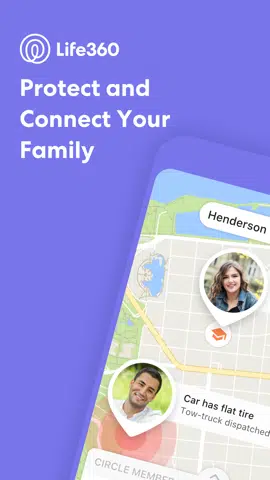 Life360
Protect and
Connect Your
Family
Henderson
Car has flat tire
Tow-truck dispatched
CIRCLE MEMBER